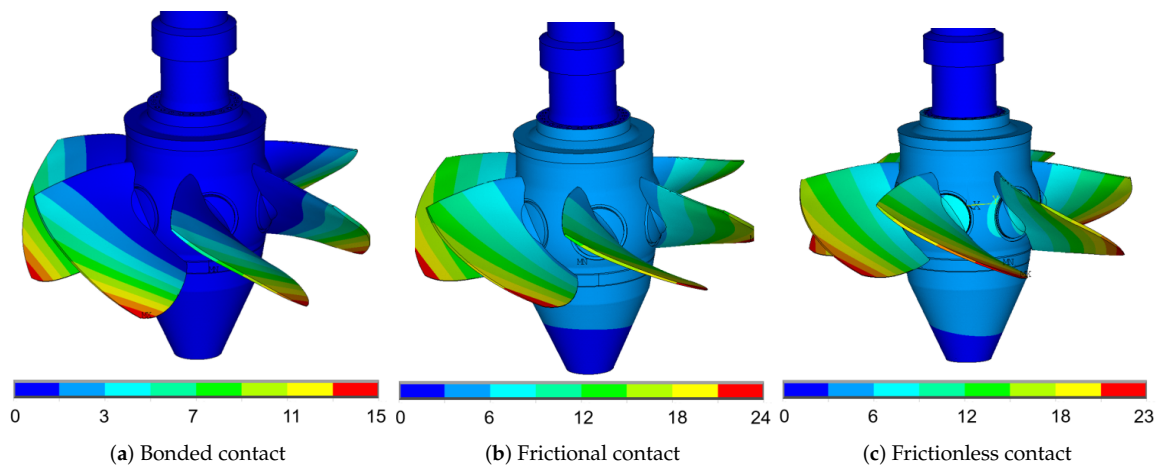 0 3 7 11 15
0 6 12 18 24
0 6 12 18 23
(a) Bonded contact
(b) Frictional contact
(c) Frictionless contact